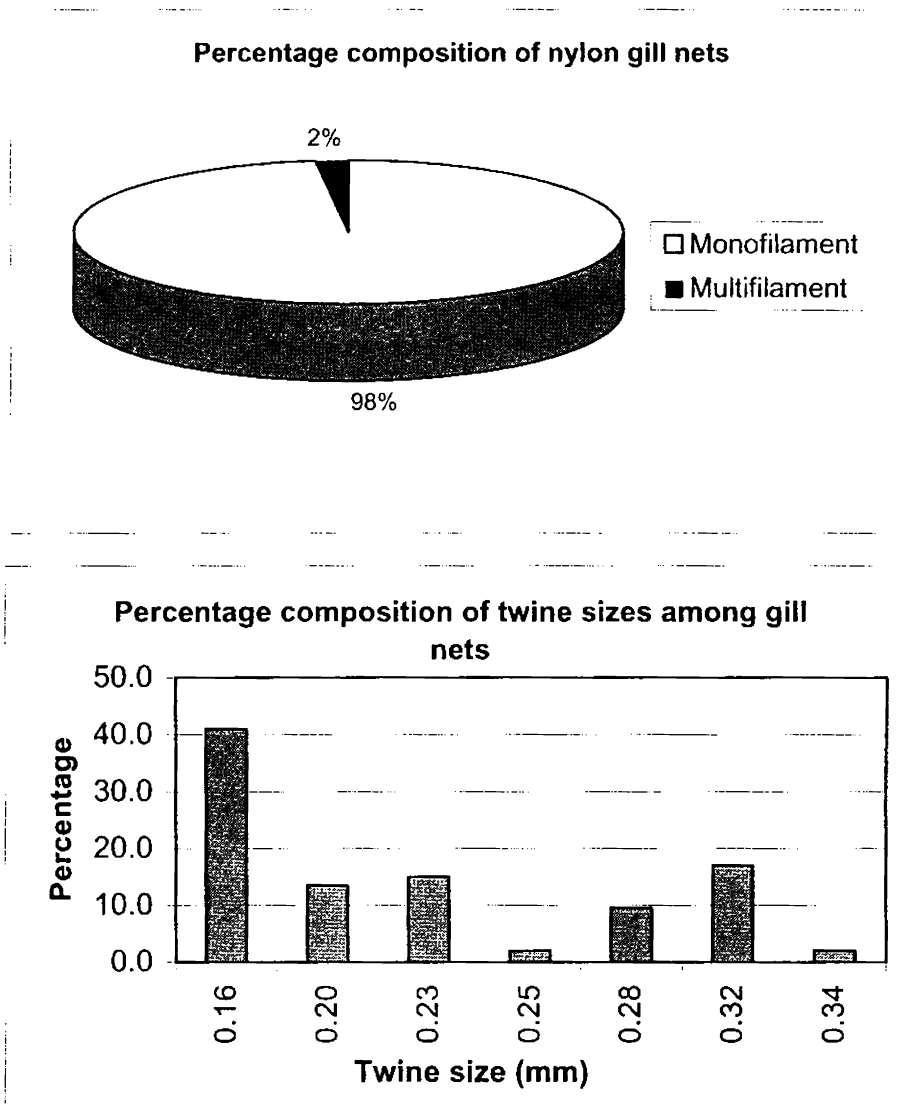 Percentage composition of nylon gill nets
2%
Monofilament
Multifilament
98%
Percentage composition of twine sizes among gill
nets
50.0
40.0
30.0
20.0
10.0
0.0
Percentage
0.16
0.20
0.23
0.25
0.28
0.32
0.34
Twine size (mm)